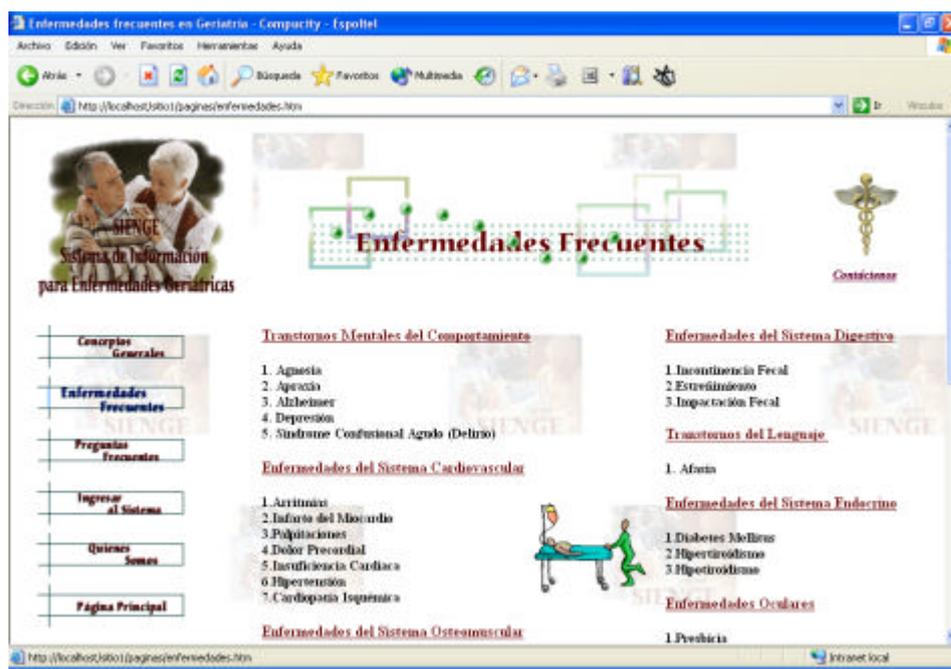 Enfermedades frecuentes en Geriatria - Compucity - Espoltel
Archivo Edición Ver Favoritos Herramientas Ayuda
Atrás Búsqueda Favoritos Multimedia
Dirección http://localhost/sitio1/paginas/enfermedades.htm Ir Vínculos
SIENGE
Sistema de Información
para Enfermedades Geriátricas
Enfermedades Frecuentes
Contáctenos
Conceptos
Generales
Enfermedades
Frecuentes
Preguntas
Frecuentes
Ingresar
al Sistema
Quienes
Somos
Página Principal
Transtornos Mentales del Comportamiento
1. Agnosia
2. Apraxia
3. Alzheimer
4. Depresión
5. Síndrome Confusional Agudo (Delirio)
Enfermedades del Sistema Cardiovascular
1.Arritmias
2.Infarto del Miocardio
3.Palpitaciones
4.Dolor Precordial
5.Insuficiencia Cardiaca
6.Hipertensión
7.Cardiopatía Isquémica
Enfermedades del Sistema Osteomuscular
Enfermedades del Sistema Digestivo
1.Incontinencia Fecal
2.Estreñimiento
3.Impactación Fecal
Transtornos del Lenguaje
1. Afasia
Enfermedades del Sistema Endocrino
1.Diabetes Mellitus
2.Hipertiroidismo
3.Hipotiroidismo
Enfermedades Oculares
1.Presbicia
SIENGE
SIENGE
SIENGE
http://localhost/sitio1/paginas/enfermedades.htm
Intranet local